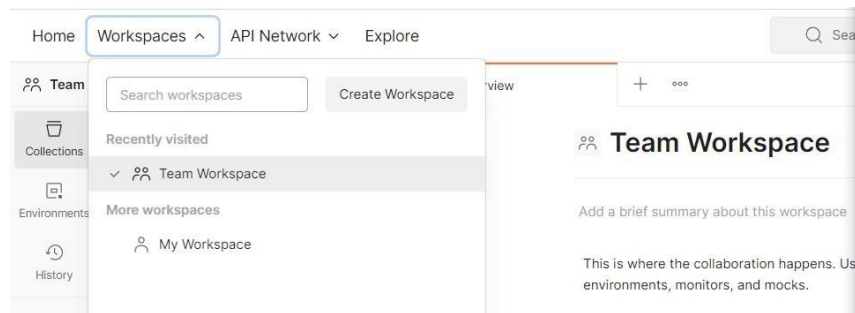 Home Workspaces API Network Explore Sea
Team rview
Search workspaces Create Workspace
Recently visited
Team Workspace
More workspaces
My Workspace
Collections
Environments
History
Team Workspace
Add a brief summary about this workspace
This is where the collaboration happens. Us
environments, monitors, and mocks.